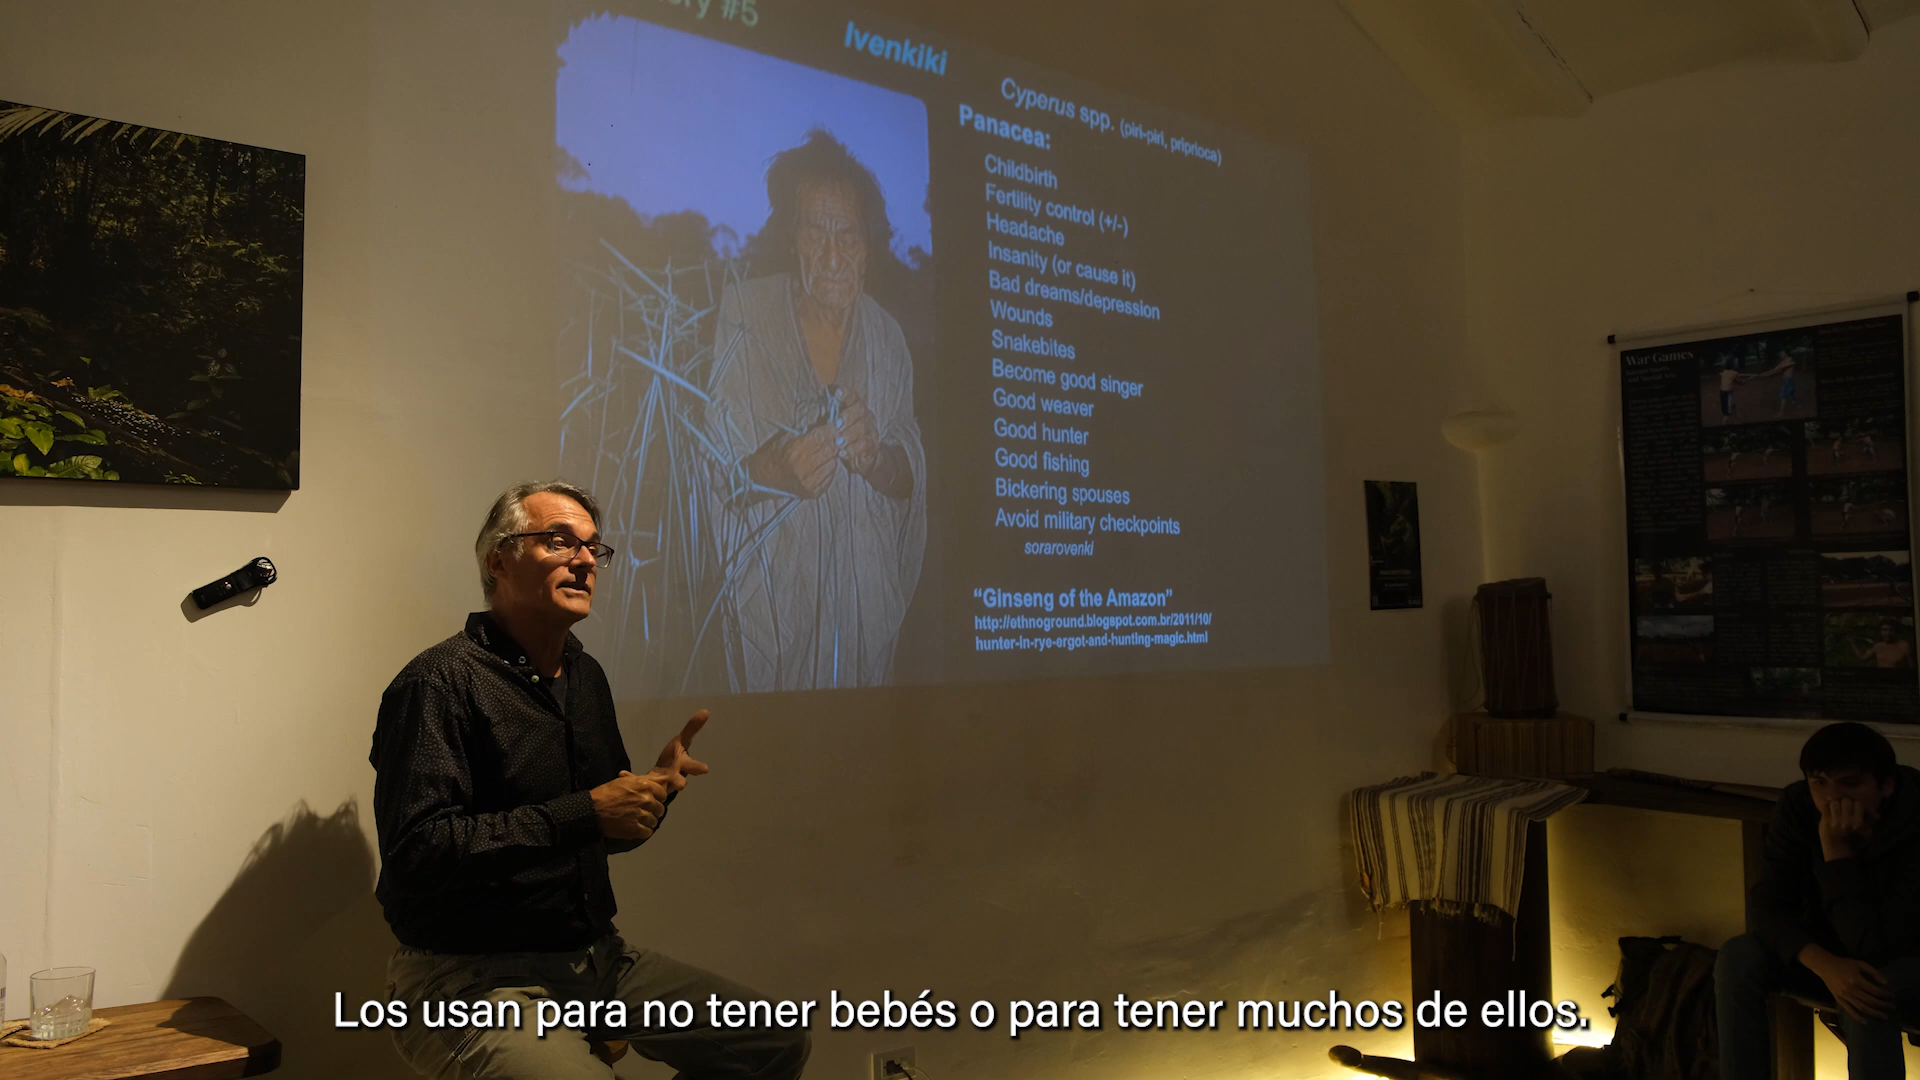 ory #5
Ivenkiki
Cyperus spp. (piri-piri, priprioca)
Panacea:
Childbirth
Fertility control (+/-)
Headache
Insanity (or cause it)
Bad dreams/depression
Wounds
Snakebites
Become good singer
Good weaver
Good hunter
Good fishing
Bickering spouses
Avoid military checkpoints
sorarovenki
“Ginseng of the Amazon”
http://ethnoground.blogspot.com.br/2011/10/
hunter-in-rye-ergot-and-hunting-magic.html
War Games
Los usan para no tener bebés o para tener muchos de ellos.